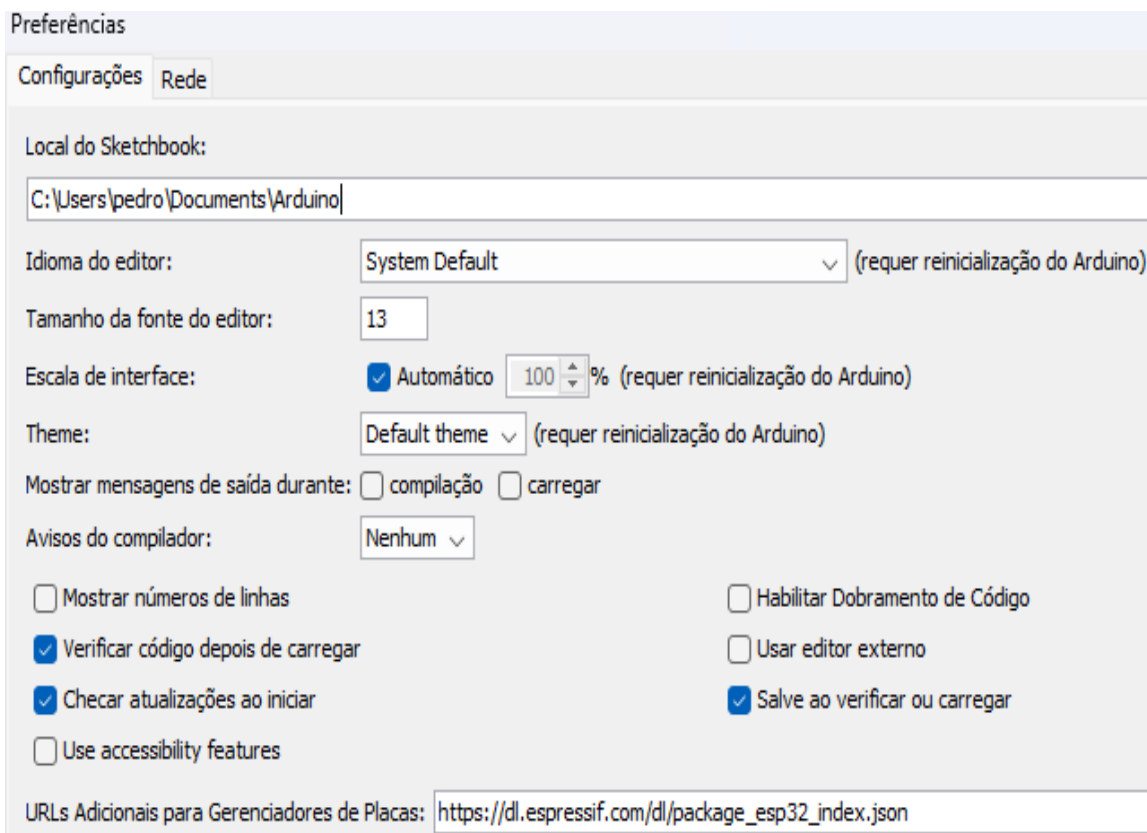 Preferências
Configurações Rede
Local do Sketchbook:
C:\Users\pedro\Documents\Arduino
Idioma do editor: System Default (requer reinicialização do Arduino)
Tamanho da fonte do editor: 13
Escala de interface: Automático 100 % (requer reinicialização do Arduino)
Theme: Default theme (requer reinicialização do Arduino)
Mostrar mensagens de saída durante: compilação carregar
Avisos do compilador: Nenhum
Mostrar números de linhas Habilitar Dobramento de Código
Verificar código depois de carregar Usar editor externo
Checar atualizações ao iniciar Salve ao verificar ou carregar
Use accessibility features
URLs Adicionais para Gerenciadores de Placas: https://dl.espressif.com/dl/package_esp32_index.json